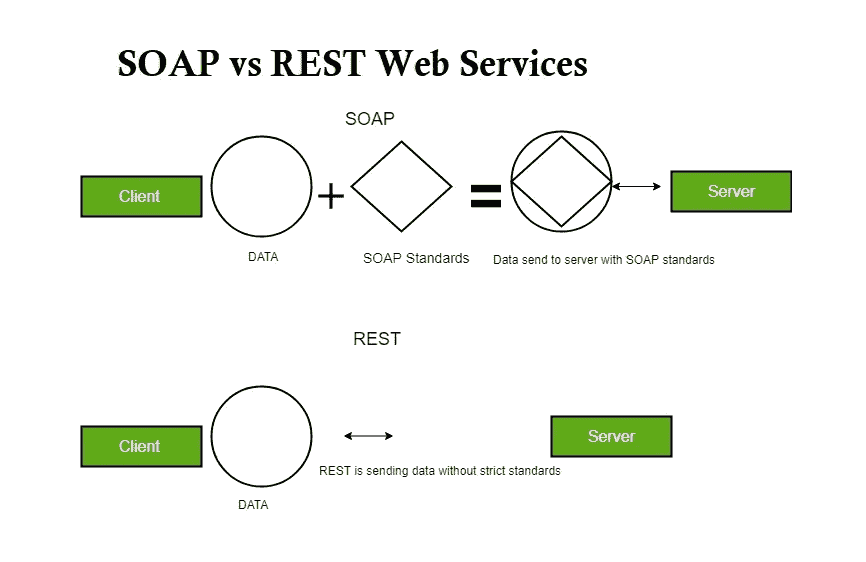 SOAP vs REST Web Services
SOAP
Client
+
=
Server
DATA
SOAP Standards
Data send to server with SOAP standards
REST
Client
Server
REST is sending data without strict standards
DATA